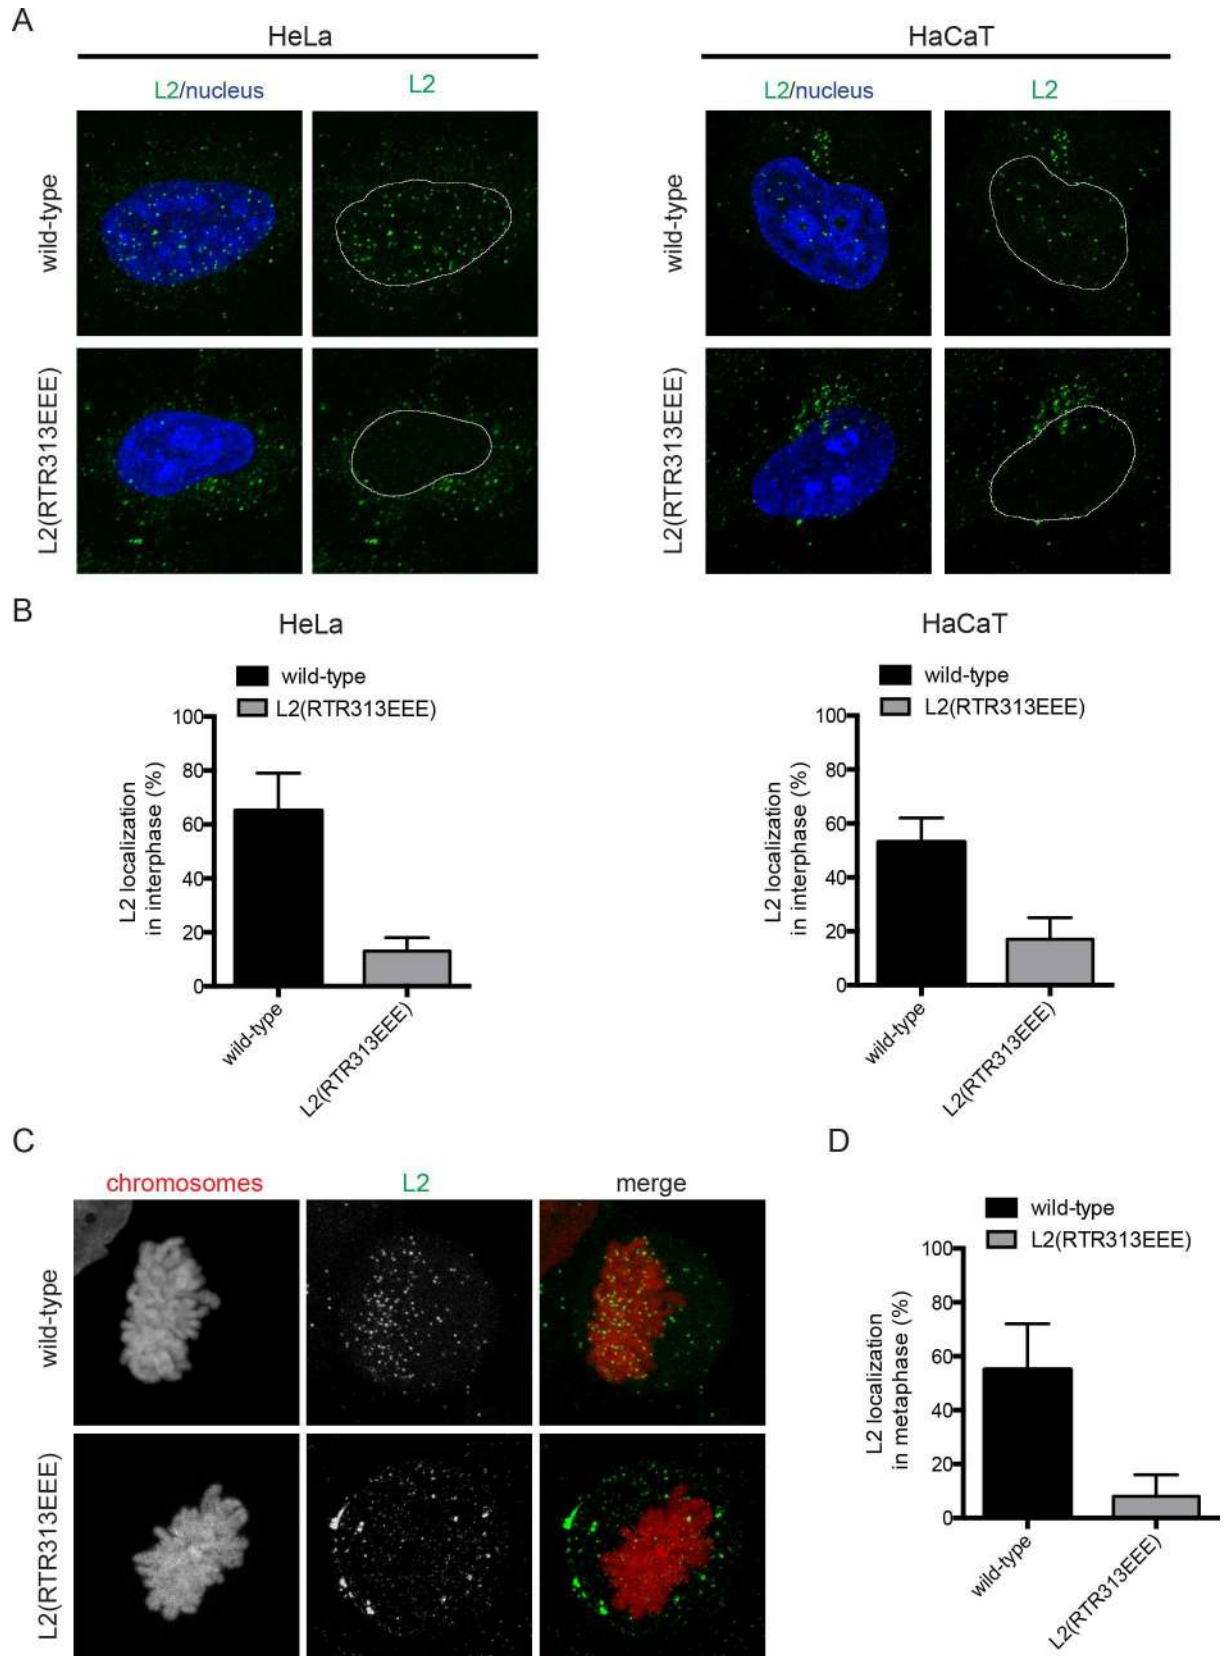 A
HeLa
HaCaT
L2/nucleus
L2
L2/nucleus
L2
wild-type
wild-type
L2(RTR313EEE)
L2(RTR313EEE)
B
HeLa
HaCaT
wild-type
L2(RTR313EEE)
wild-type
L2(RTR313EEE)
L2 localization
in interphase (%)
100
80
60
40
20
0
wild-type
L2(RTR313EEE)
L2 localization
in interphase (%)
100
80
60
40
20
0
wild-type
L2(RTR313EEE)
C
chromosomes
L2
merge
wild-type
L2(RTR313EEE)
D
wild-type
L2(RTR313EEE)
L2 localization
in metaphase (%)
100
80
60
40
20
0
wild-type
L2(RTR313EEE)